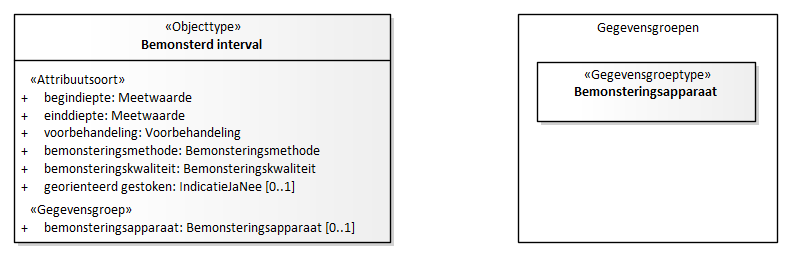 «Objecttype»
Bemonsterd interval
«Attribuutsoort»
+ begindiepte: Meetwaarde
+ einddiepte: Meetwaarde
+ voorbehandeling: Voorbehandeling
+ bemonsteringsmethode: Bemonsteringsmethode
+ bemonsteringskwaliteit: Bemonsteringskwaliteit
+ georienteerd gestoken: IndicatieJaNee [0..1]
«Gegevensgroep»
+ bemonsteringsapparaat: Bemonsteringsapparaat [0..1]
Gegevensgroepen
«Gegevensgroeptype»
Bemonsteringsapparaat